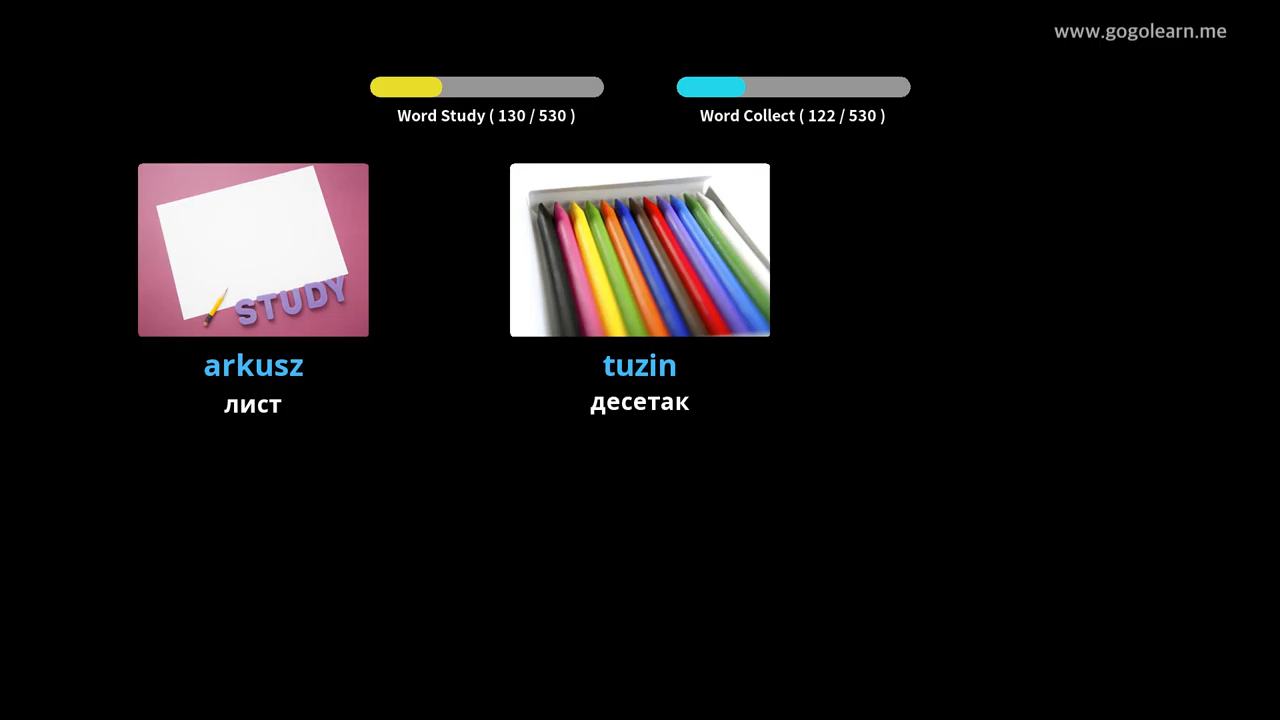 www.gogolearn.me
Word Study ( 130 / 530 )
Word Collect ( 122 / 530 )
STUDY
arkusz
tuzin
лист
десетак